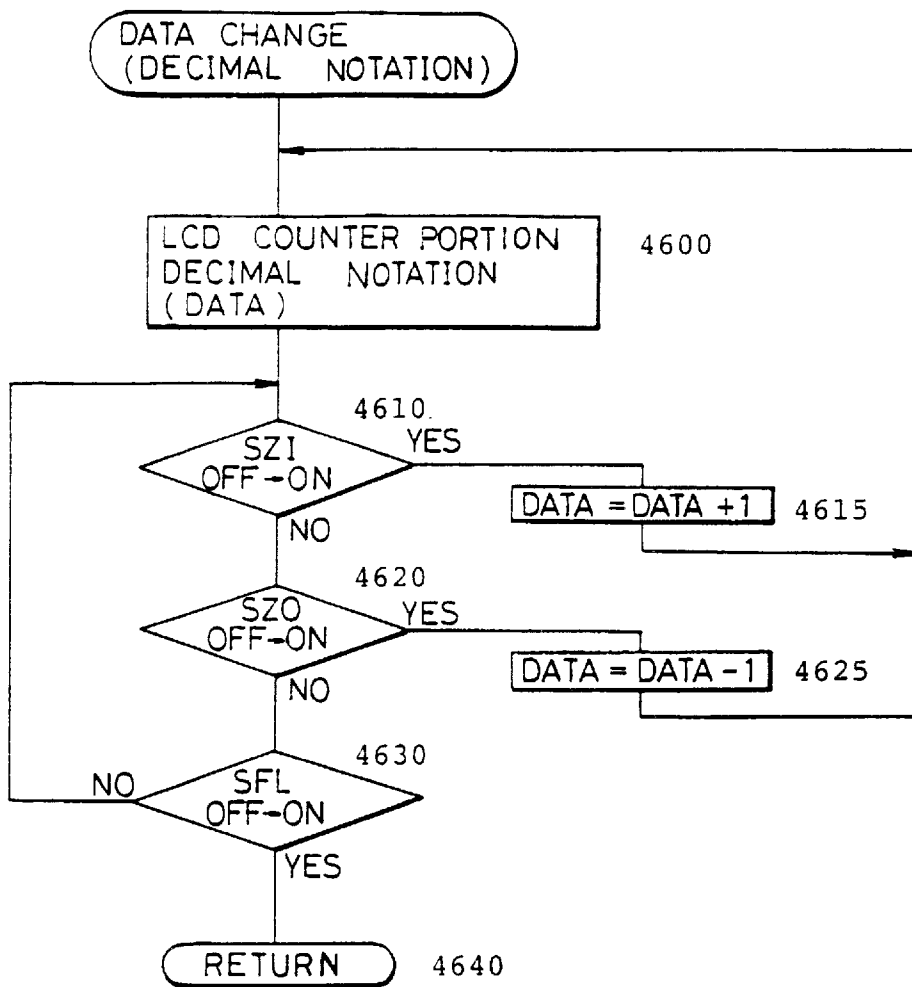 DATA CHANGE
(DECIMAL NOTATION)
LCD COUNTER PORTION
DECIMAL NOTATION
(DATA)
4600
4610
SZI
OFF→ON
YES
NO
DATA = DATA +1
4615
4620
SZO
OFF→ON
YES
NO
DATA = DATA -1
4625
4630
SFL
OFF→ON
NO
YES
RETURN
4640